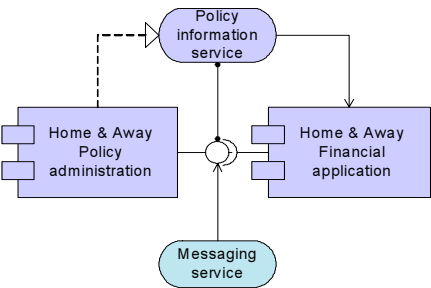 Policy
information
service
Home & Away
Policy
administration
Home & Away
Financial
application
Messaging
service